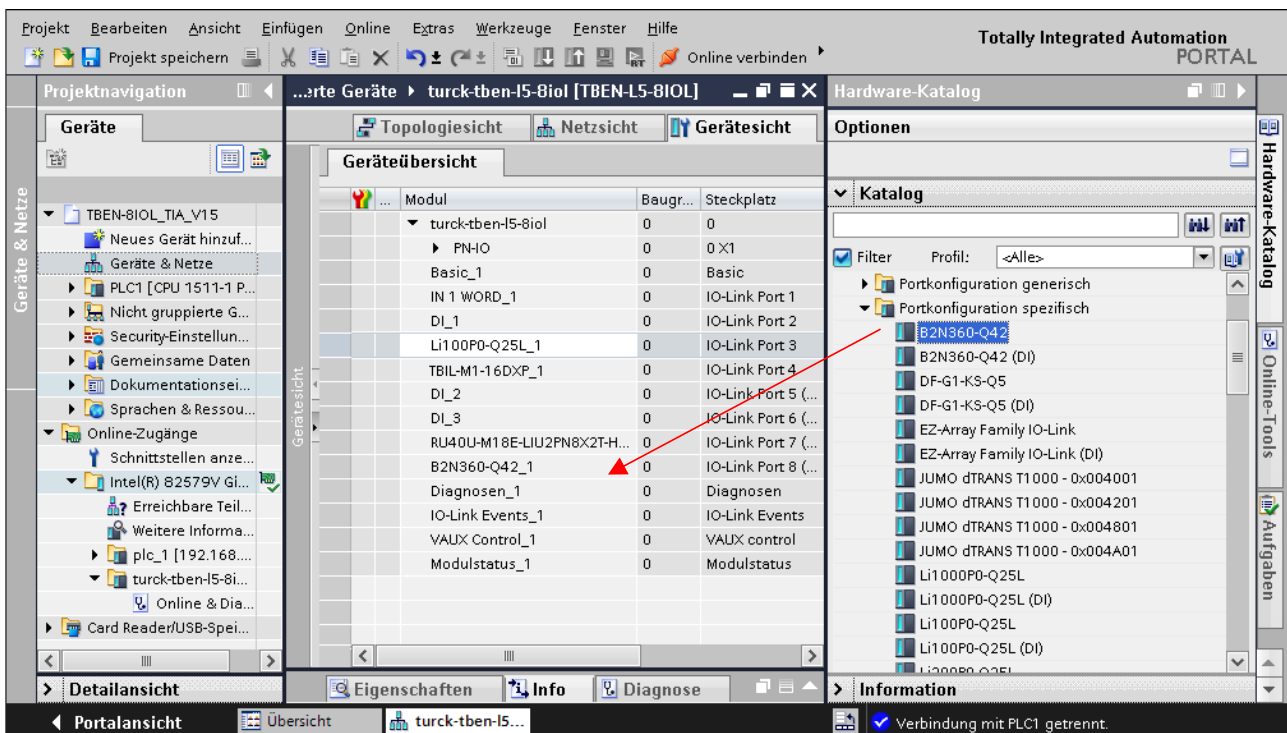 Projekt Bearbeiten Ansicht Einfügen Online Extras Werkzeuge Fenster Hilfe
Totally Integrated Automation
PORTAL
Projekt speichern
Online verbinden
Projektnavigation
Geräte
Geräte & Netze
TBEN-8IOL_TIA_V15
Neues Gerät hinzuf...
Geräte & Netze
PLC1 [CPU 1511-1 P...
Nicht gruppierte G...
Security-Einstellun...
Gemeinsame Daten
Dokumentationsei...
Sprachen & Ressou...
Online-Zugänge
Schnittstellen anze...
Intel(R) 82579V Gi...
Erreichbare Teil...
Weitere Informa...
plc_1 [192.168....
turck-tben-l5-8i...
Online & Dia...
Card Reader/USB-Spei...
Detailansicht
...erte Geräte turck-tben-l5-8iol [TBEN-L5-8IOL]
Topologiesicht Netzsicht Gerätesicht
Gerätesicht
Geräteübersicht
... Modul Baugr... Steckplatz
turck-tben-l5-8iol 0 0
PN-IO 0 0 X1
Basic_1 0 Basic
IN 1 WORD_1 0 IO-Link Port 1
DI_1 0 IO-Link Port 2
Li100P0-Q25L_1 0 IO-Link Port 3
TBIL-M1-16DXP_1 0 IO-Link Port 4
DI_2 0 IO-Link Port 5 (...
DI_3 0 IO-Link Port 6 (...
RU40U-M18E-LIU2PN8X2T-H... 0 IO-Link Port 7 (...
B2N360-Q42_1 0 IO-Link Port 8 (...
Diagnosen_1 0 Diagnosen
IO-Link Events_1 0 IO-Link Events
VAUX Control_1 0 VAUX control
Modulstatus_1 0 Modulstatus
Eigenschaften Info Diagnose
Hardware-Katalog
Optionen
Katalog
Filter Profil: <Alle>
Portkonfiguration generisch
Portkonfiguration spezifisch
B2N360-Q42
B2N360-Q42 (DI)
DF-G1-KS-Q5
DF-G1-KS-Q5 (DI)
EZ-Array Family IO-Link
EZ-Array Family IO-Link (DI)
JUMO dTRANS T1000 - 0x004001
JUMO dTRANS T1000 - 0x004201
JUMO dTRANS T1000 - 0x004801
JUMO dTRANS T1000 - 0x004A01
Li1000P0-Q25L
Li1000P0-Q25L (DI)
Li100P0-Q25L
Li100P0-Q25L (DI)
Information
Hardware-Katalog
Online-Tools
Aufgaben
Portalansicht
Übersicht
turck-tben-l5...
Verbindung mit PLC1 getrennt.